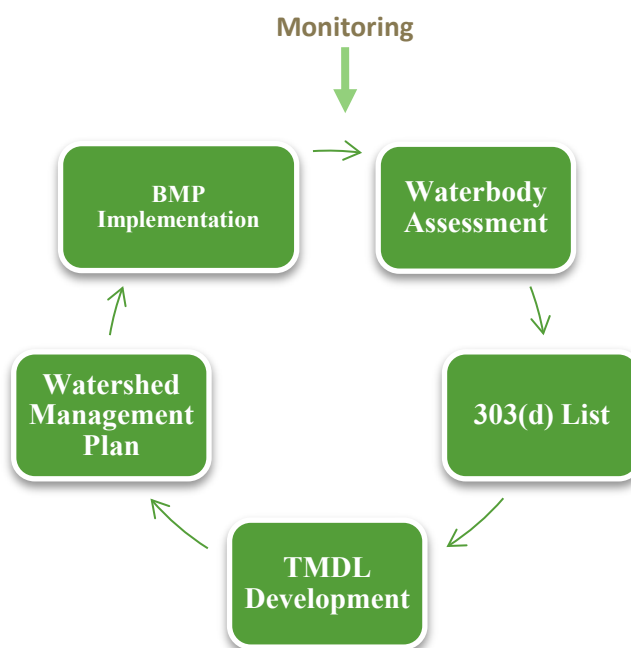 Monitoring
BMP
Implementation
Waterbody
Assessment
303(d) List
TMDL
Development
Watershed
Management
Plan